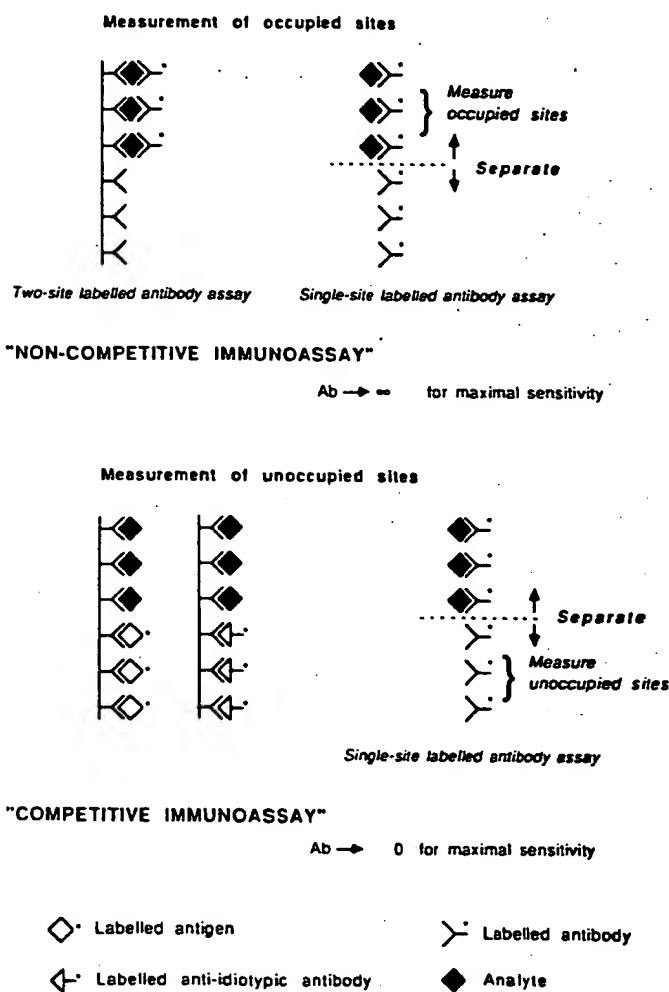 Measurement of occupied sites
Measure
occupied sites
Separate
Two-site labelled antibody assay
Single-site labelled antibody assay
"NON-COMPETITIVE IMMUNOASSAY"
Ab → ∞ for maximal sensitivity
Measurement of unoccupied sites
Separate
Measure
unoccupied sites
Single-site labelled antibody assay
"COMPETITIVE IMMUNOASSAY"
Ab → 0 for maximal sensitivity
Labelled antigen
Labelled antibody
Labelled anti-idiotypic antibody
Analyte